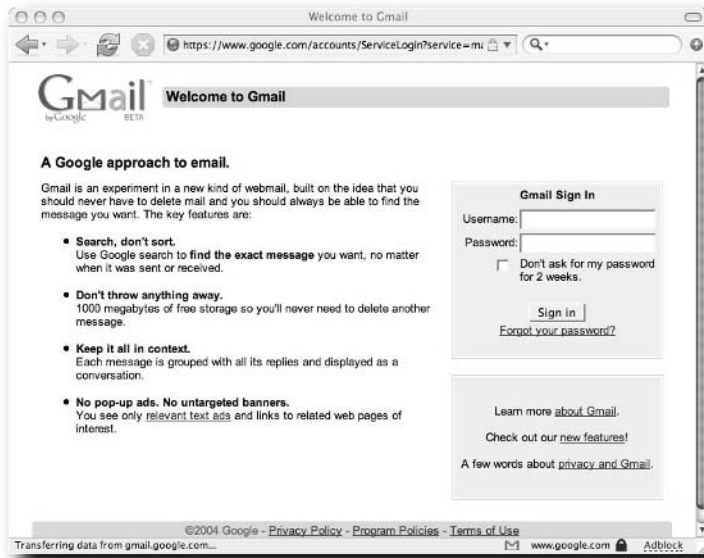 Welcome to Gmail
https://www.google.com/accounts/ServiceLogin?service=m
Gmail
by Google BETA
Welcome to Gmail
A Google approach to email.
Gmail is an experiment in a new kind of webmail, built on the idea that you
should never have to delete mail and you should always be able to find the
message you want. The key features are:
• Search, don't sort.
Use Google search to find the exact message you want, no matter
when it was sent or received.
• Don't throw anything away.
1000 megabytes of free storage so you'll never need to delete another
message.
• Keep it all in context.
Each message is grouped with all its replies and displayed as a
conversation.
• No pop-up ads. No untargeted banners.
You see only relevant text ads and links to related web pages of
interest.
Gmail Sign In
Username:
Password:
Don't ask for my password
for 2 weeks.
Sign in
Forgot your password?
Learn more about Gmail.
Check out our new features!
A few words about privacy and Gmail.
©2004 Google - Privacy Policy - Program Policies - Terms of Use
Transferring data from gmail.google.com...
www.google.com
Adblock